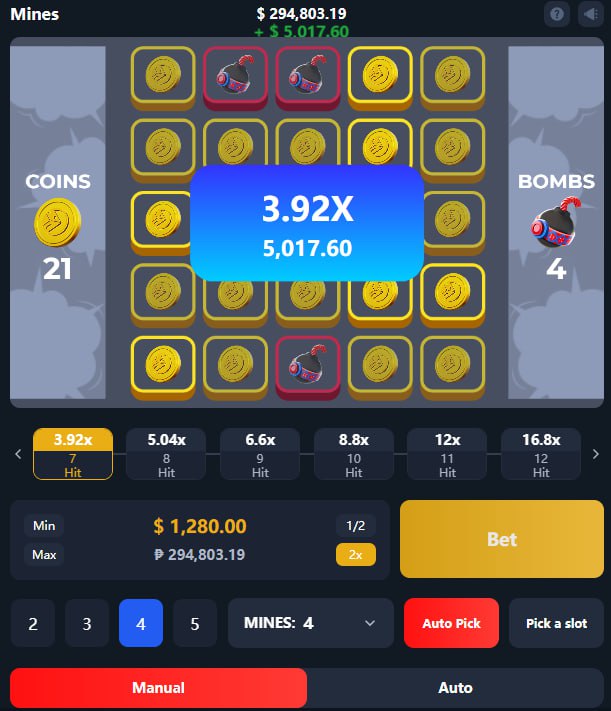 Mines
$ 294,803.19
+ $ 5,017.60
?
COINS
21
BOMBS
4
3.92X
5,017.60
3.92x
7
Hit
5.04x
8
Hit
6.6x
9
Hit
8.8x
10
Hit
12x
11
Hit
16.8x
12
Hit
Min
$ 1,280.00
1/2
Max
₱ 294,803.19
2x
Bet
2
3
4
5
MINES: 4
Auto Pick
Pick a slot
Manual
Auto